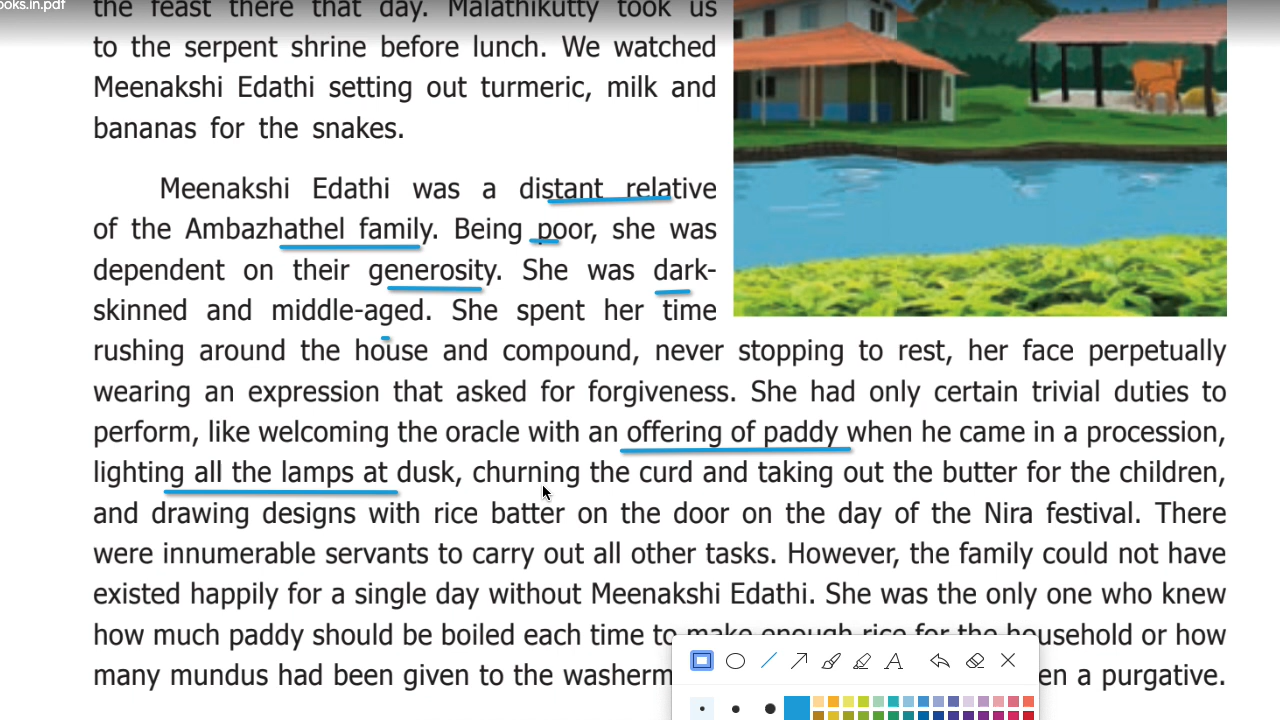 ooks.in.pdf
the feast there that day. Malathikutty took us
to the serpent shrine before lunch. We watched
Meenakshi Edathi setting out turmeric, milk and
bananas for the snakes.
Meenakshi Edathi was a distant relative
of the Ambazhathel family. Being poor, she was
dependent on their generosity. She was dark-
skinned and middle-aged. She spent her time
rushing around the house and compound, never stopping to rest, her face perpetually
wearing an expression that asked for forgiveness. She had only certain trivial duties to
perform, like welcoming the oracle with an offering of paddy when he came in a procession,
lighting all the lamps at dusk, churning the curd and taking out the butter for the children,
and drawing designs with rice batter on the door on the day of the Nira festival. There
were innumerable servants to carry out all other tasks. However, the family could not have
existed happily for a single day without Meenakshi Edathi. She was the only one who knew
how much paddy should be boiled each time to make enough rice for the household or how
many mundus had been given to the washerm en a purgative.
A